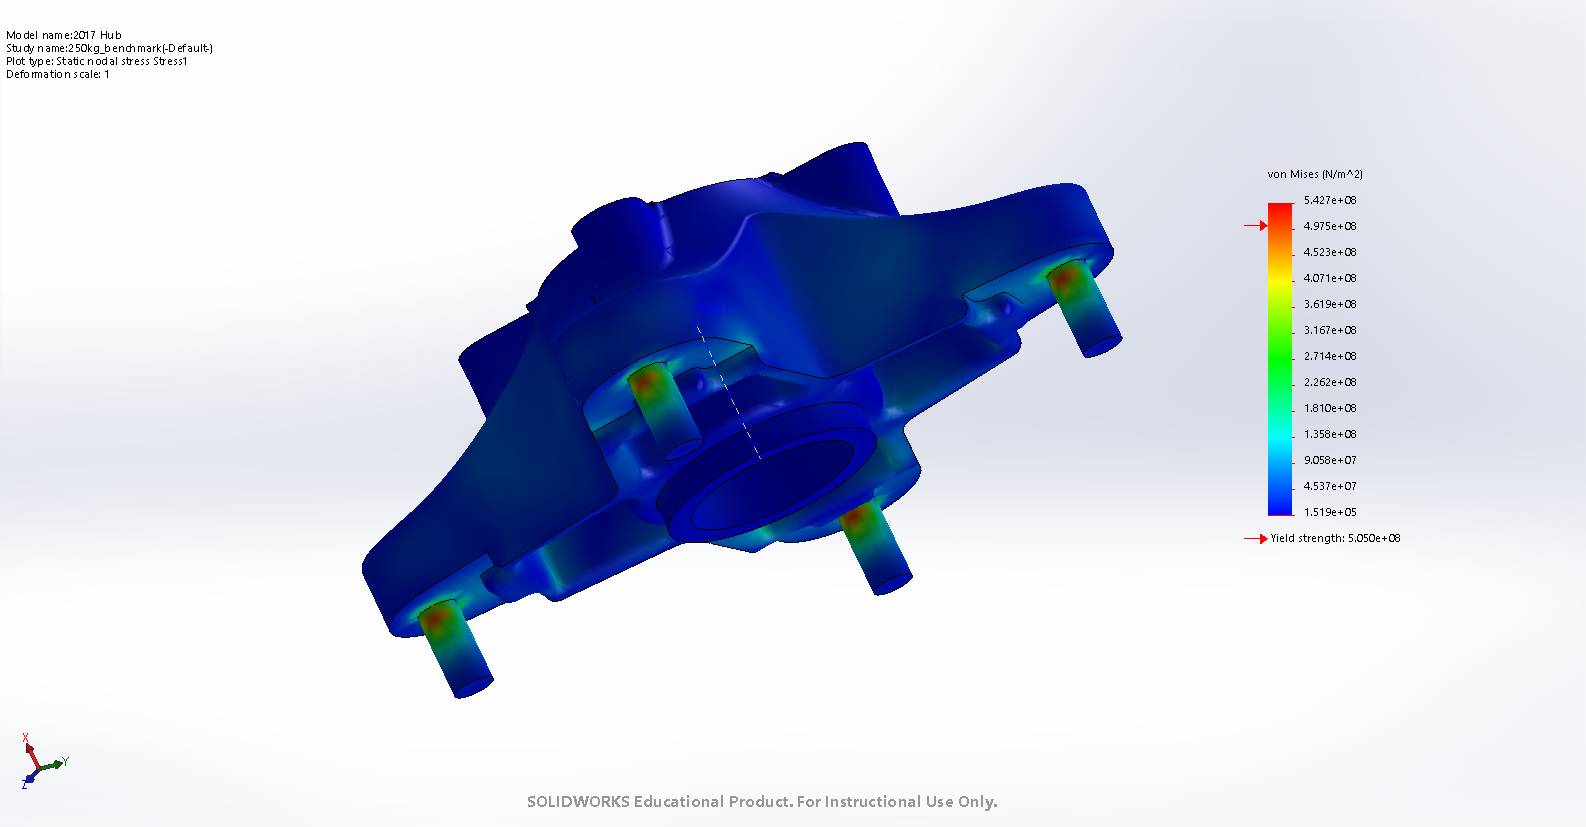 Model name:2017 Hub
Study name:250kg_benchmark(-Default-)
Plot type: Static nodal stress Stress1
Deformation scale: 1
von Mises (N/m^2)
5.427e+08
4.975e+08
4.523e+08
4.071e+08
3.619e+08
3.167e+08
2.714e+08
2.262e+08
1.810e+08
1.358e+08
9.058e+07
4.537e+07
1.519e+05
Yield strength: 5.050e+08
X
Y
Z
SOLIDWORKS Educational Product. For Instructional Use Only.